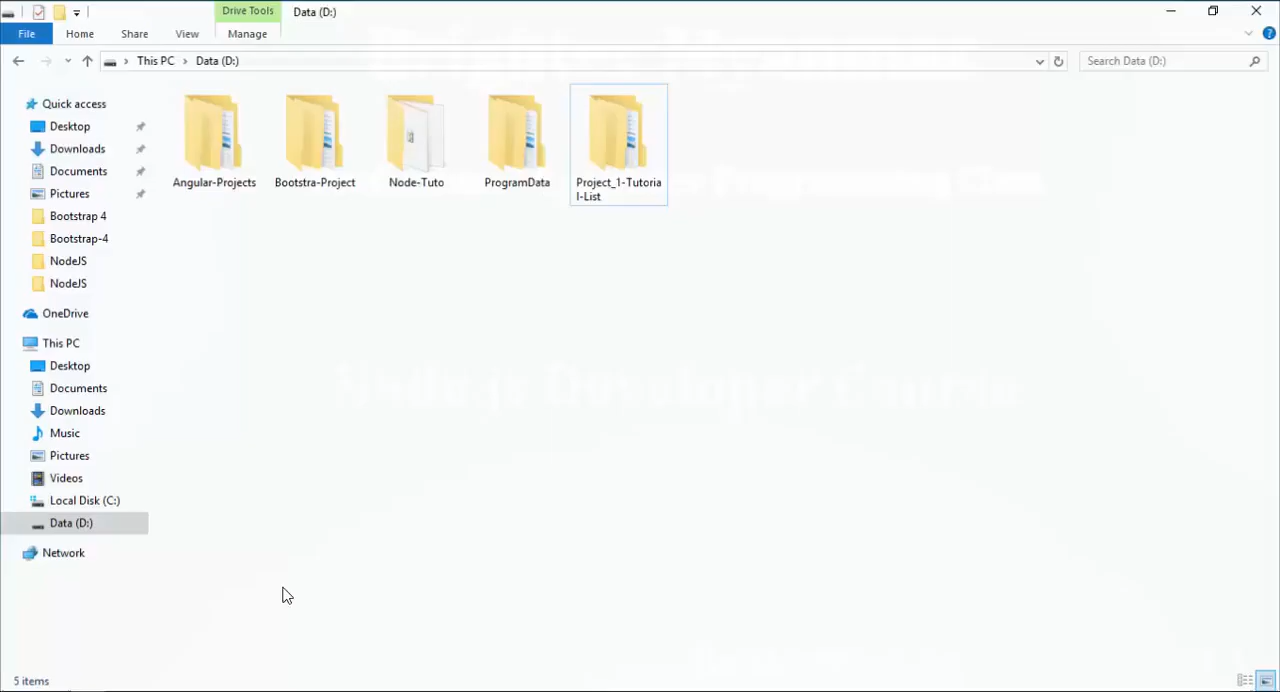 Drive Tools
Data (D:)
File
Home
Share
View
Manage
This PC
Data (D:)
Search Data (D:)
Quick access
Desktop
Downloads
Documents
Pictures
Bootstrap 4
Bootstrap-4
NodeJS
NodeJS
OneDrive
This PC
Desktop
Documents
Downloads
Music
Pictures
Videos
Local Disk (C:)
Data (D:)
Network
Angular-Projects
Bootstra-Project
Node-Tuto
ProgramData
Project_1-Tutoria
l-List
5 items